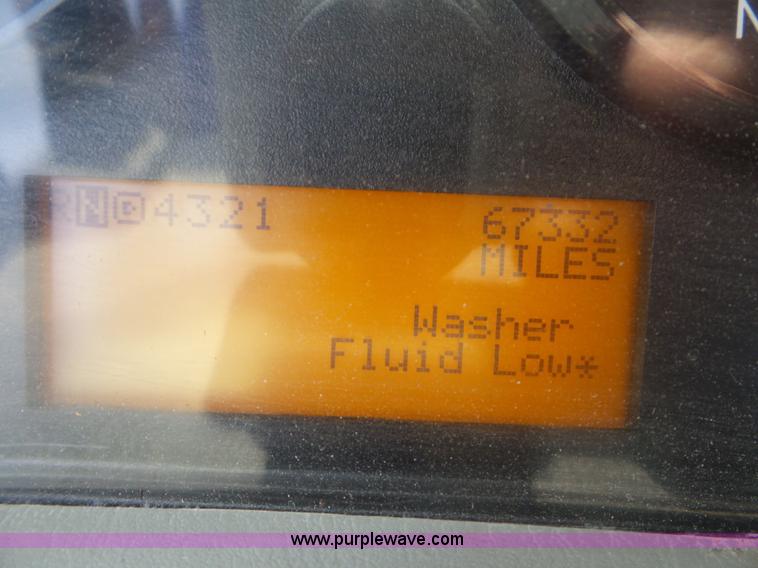 RND4321
67332
MILES
Washer
Fluid Low*
www.purplewave.com